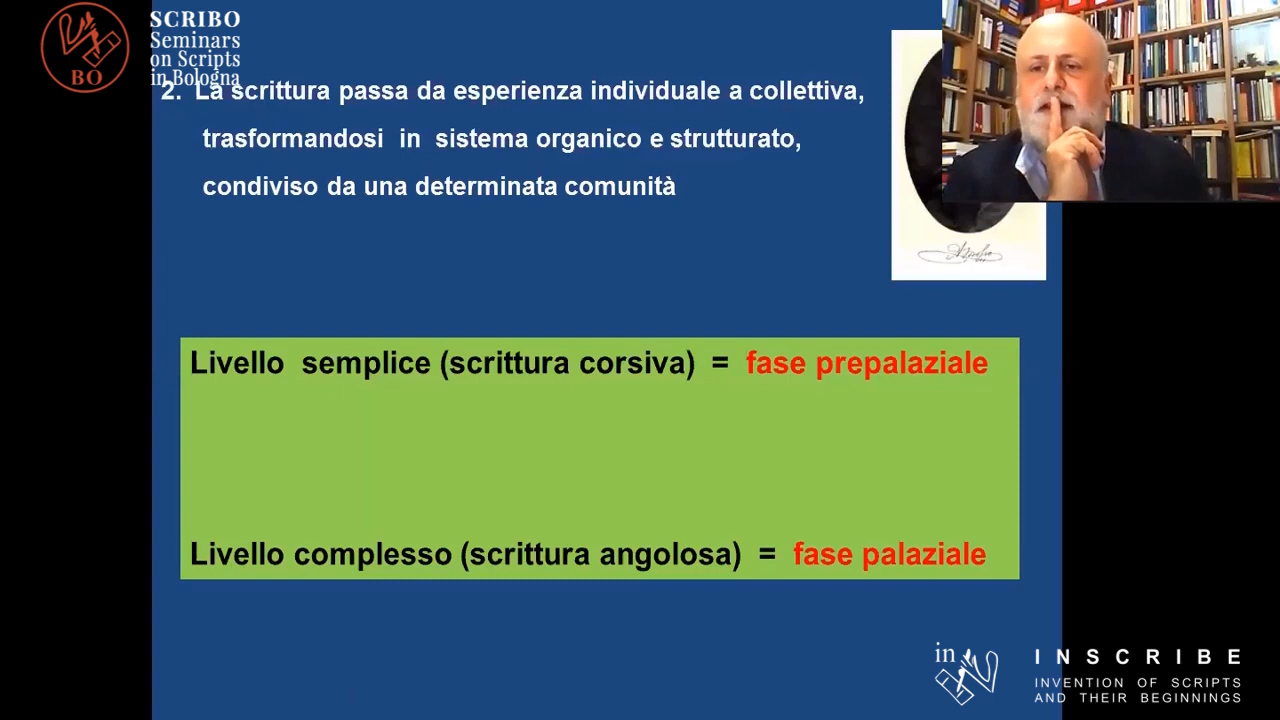 SCRIBO
Seminars
on Scripts
in Bologna
BO
2. La scrittura passa da esperienza individuale a collettiva,
trasformandosi in sistema organico e strutturato,
condiviso da una determinata comunità
Livello semplice (scrittura corsiva) = fase prepalaziale
Livello complesso (scrittura angolosa) = fase palaziale
in
INSCRIBE
INVENTION OF SCRIPTS
AND THEIR BEGINNINGS